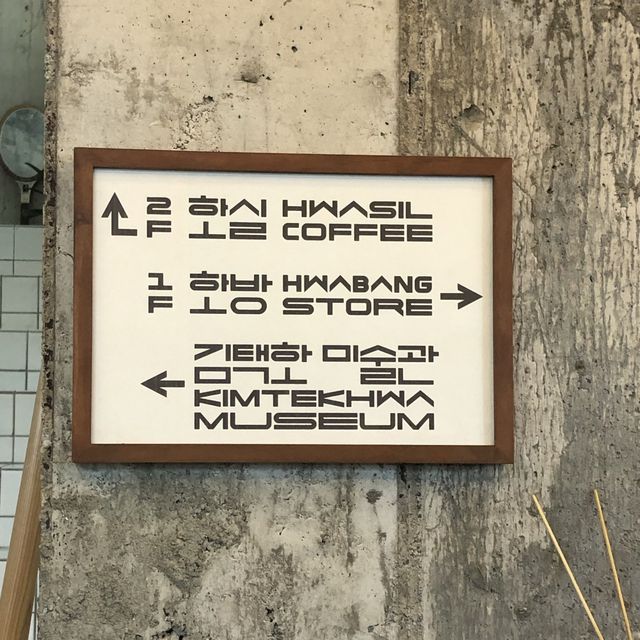 2F 화실 HWASIL
COFFEE
1F 화방 HWABANG
STORE
김택화 미술관
KIMTEKHWA
MUSEUM